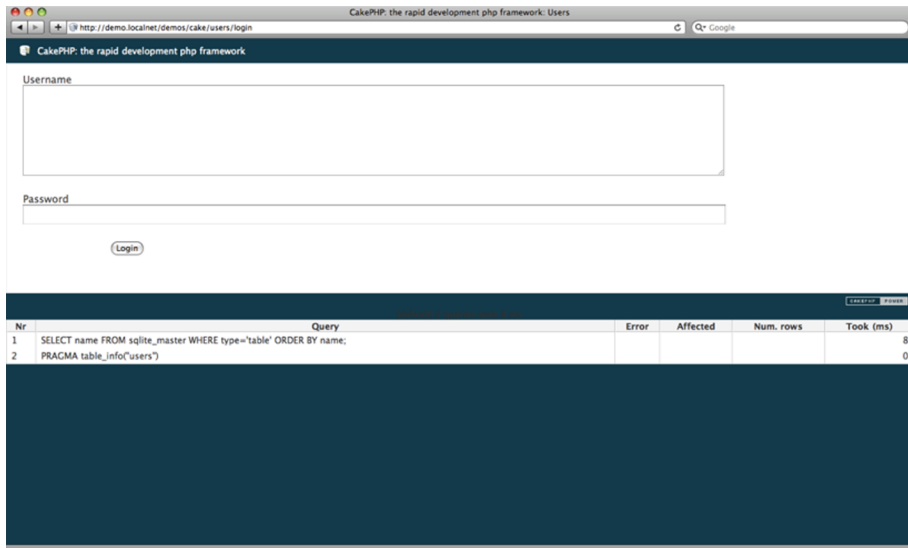 CakePHP: the rapid development php framework: Users
http://demo.localnet/demos/cake/users/login
Google
CakePHP: the rapid development php framework
Username
Password
Login
CAKEPHP POWER
Nr Query Error Affected Num. rows Took (ms)
1 SELECT name FROM sqlite_master WHERE type='table' ORDER BY name; 8
2 PRAGMA table_info("users") 0